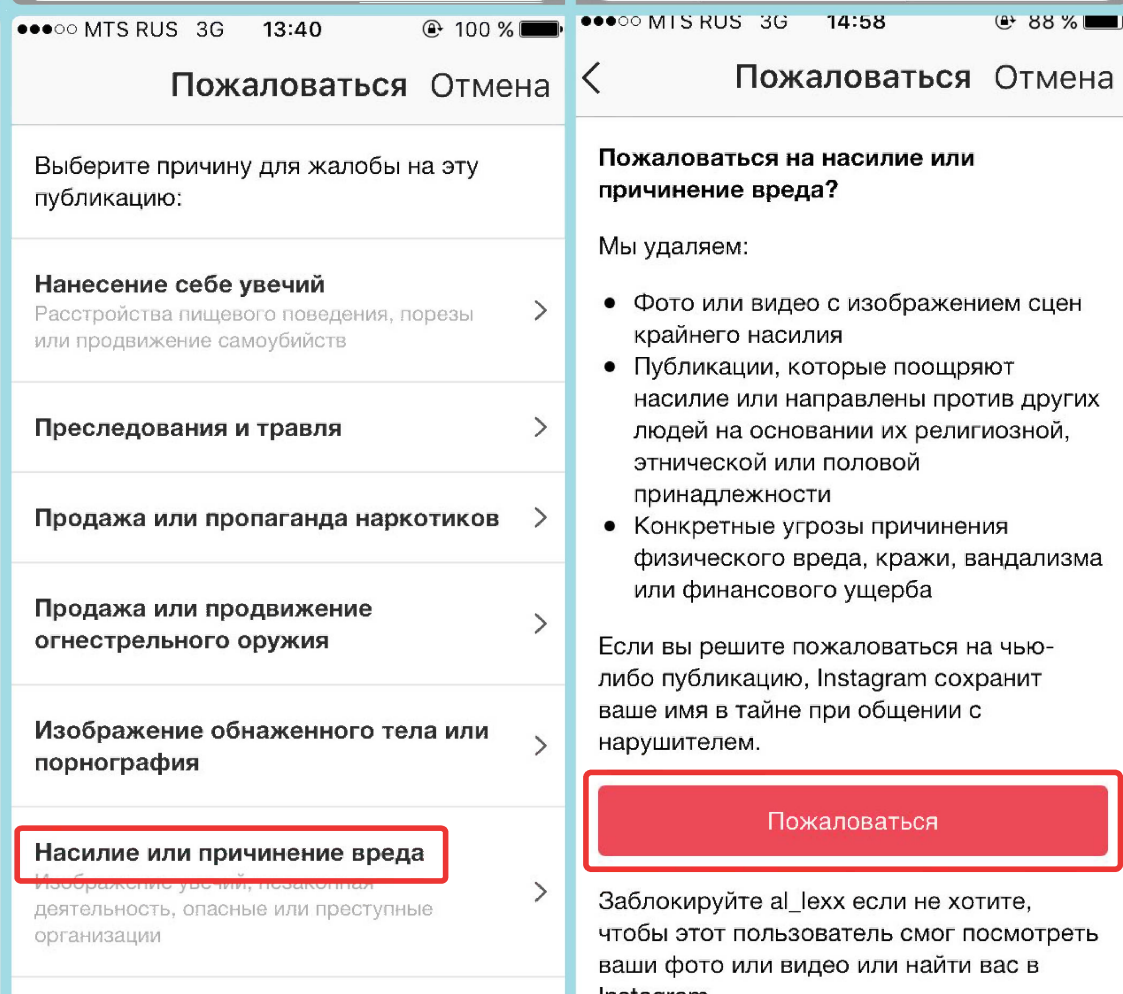 MTS RUS 3G 13:40 100 %
Пожаловаться Отмена
Выберите причину для жалобы на эту
публикацию:
Нанесение себе увечий
Расстройства пищевого поведения, порезы
или продвижение самоубийств
Преследования и травля
Продажа или пропаганда наркотиков
Продажа или продвижение
огнестрельного оружия
Изображение обнаженного тела или
порнография
Насилие или причинение вреда
Изображение увечий, незаконная
деятельность, опасные или преступные
организации
MTS RUS 3G 14:58 88 %
Пожаловаться Отмена
Пожаловаться на насилие или
причинение вреда?
Мы удаляем:
● Фото или видео с изображением сцен
крайнего насилия
● Публикации, которые поощряют
насилие или направлены против других
людей на основании их религиозной,
этнической или половой
принадлежности
● Конкретные угрозы причинения
физического вреда, кражи, вандализма
или финансового ущерба
Если вы решите пожаловаться на чью-
либо публикацию, Instagram сохранит
ваше имя в тайне при общении с
нарушителем.
Пожаловаться
Заблокируйте al_lexx если не хотите,
чтобы этот пользователь смог посмотреть
ваши фото или видео или найти вас в
Instagram